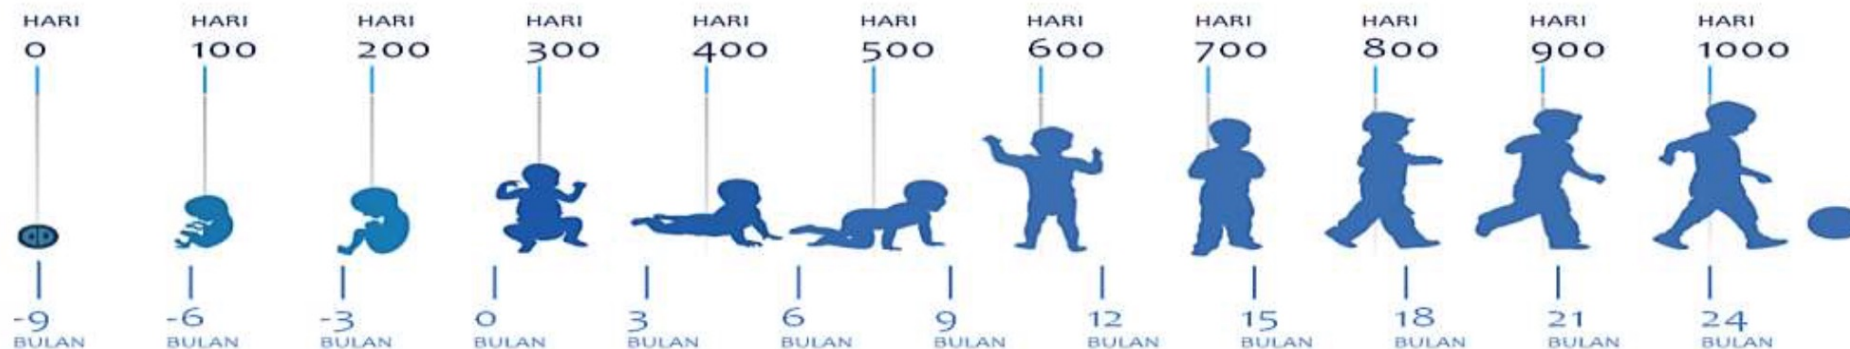 HARI HARI HARI HARI HARI HARI HARI HARI HARI HARI HARI
0 100 200 300 400 500 600 700 800 900 1000
-9 -6 -3 0 3 6 9 12 15 18 21 24
BULAN BULAN BULAN BULAN BULAN BULAN BULAN BULAN BULAN BULAN BULAN BULAN